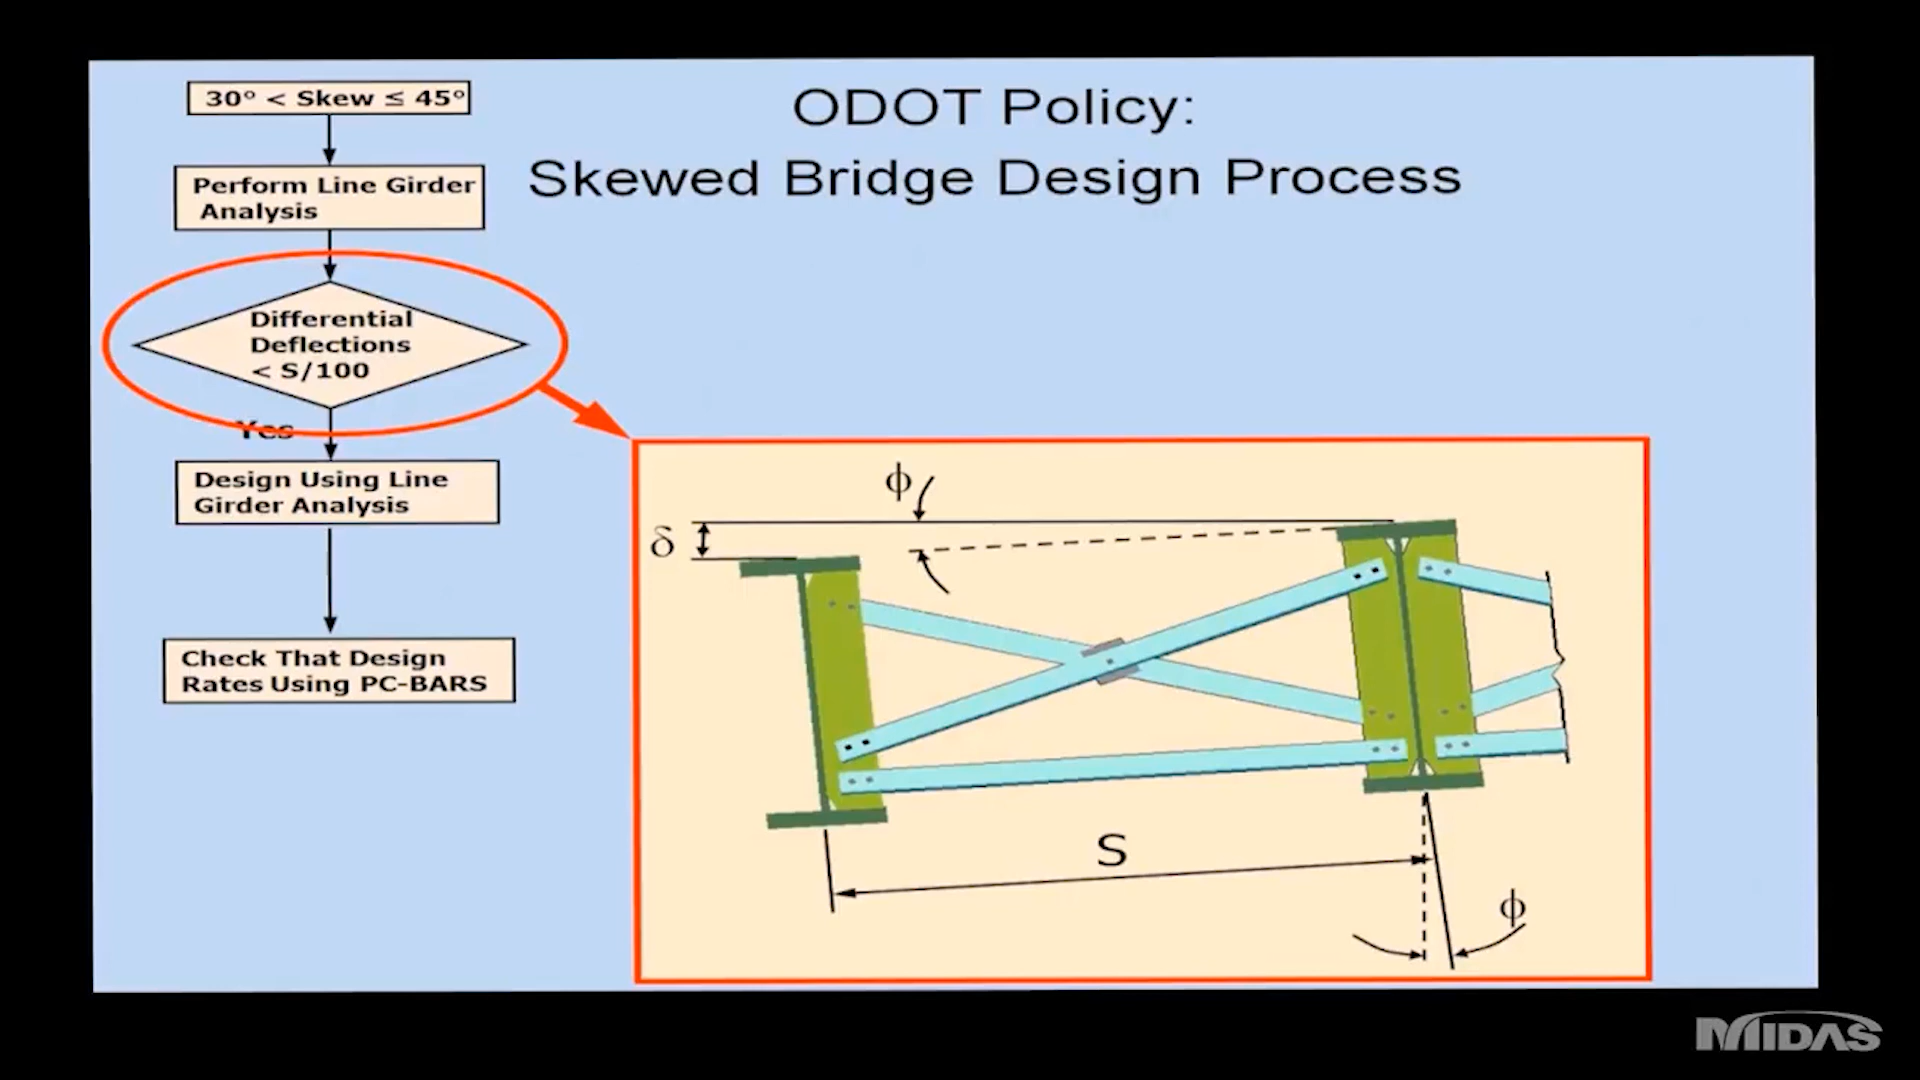 30° < Skew ≤ 45°
ODOT Policy:
Skewed Bridge Design Process
Perform Line Girder
Analysis
Differential
Deflections
< S/100
Yes
Design Using Line
Girder Analysis
Check That Design
Rates Using PC-BARS
ϕ
δ
S
ϕ
MIDAS